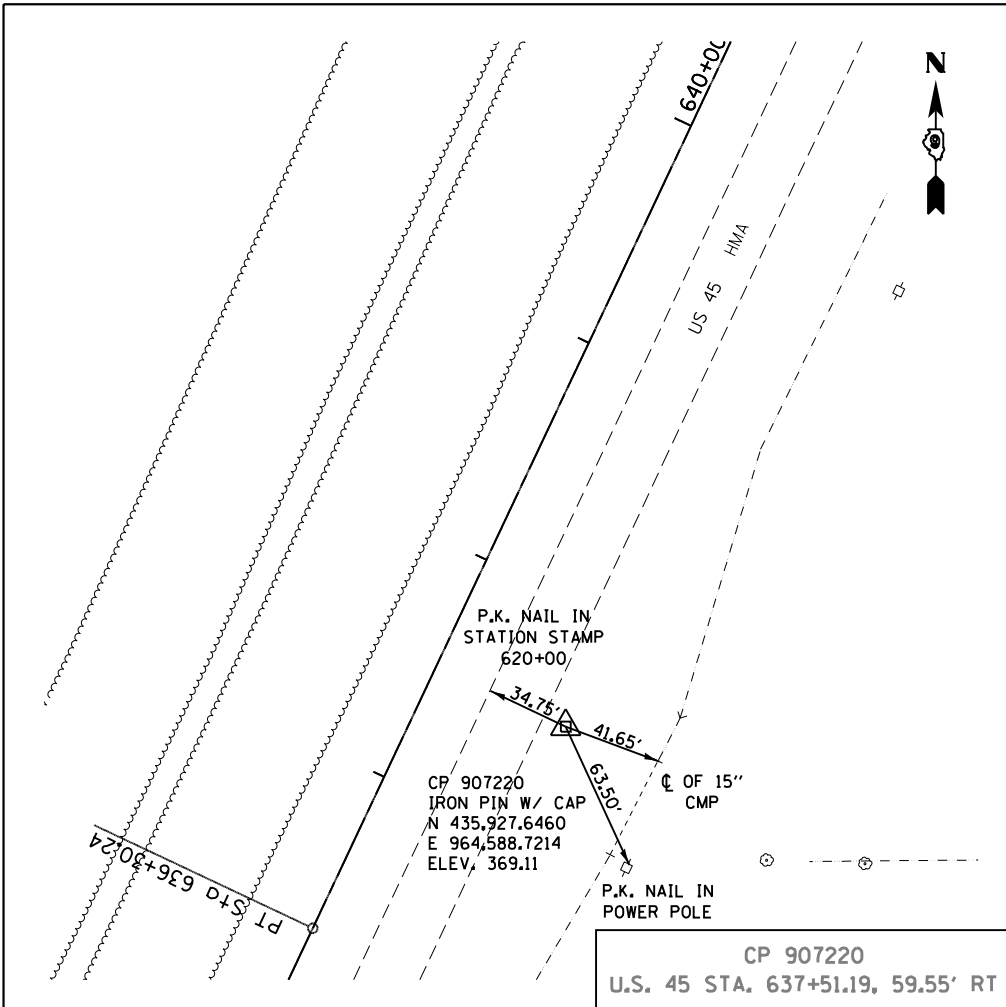 640+00
N
US 45 HMA
P.K. NAIL IN
STATION STAMP
620+00
34.75'
41.65'
63.50'
℄ OF 15"
CMP
CP 907220
IRON PIN W/ CAP
N 435,927.6460
E 964,588.7214
ELEV. 369.11
PT Sta 636+30.24
P.K. NAIL IN
POWER POLE
CP 907220
U.S. 45 STA. 637+51.19, 59.55' RT